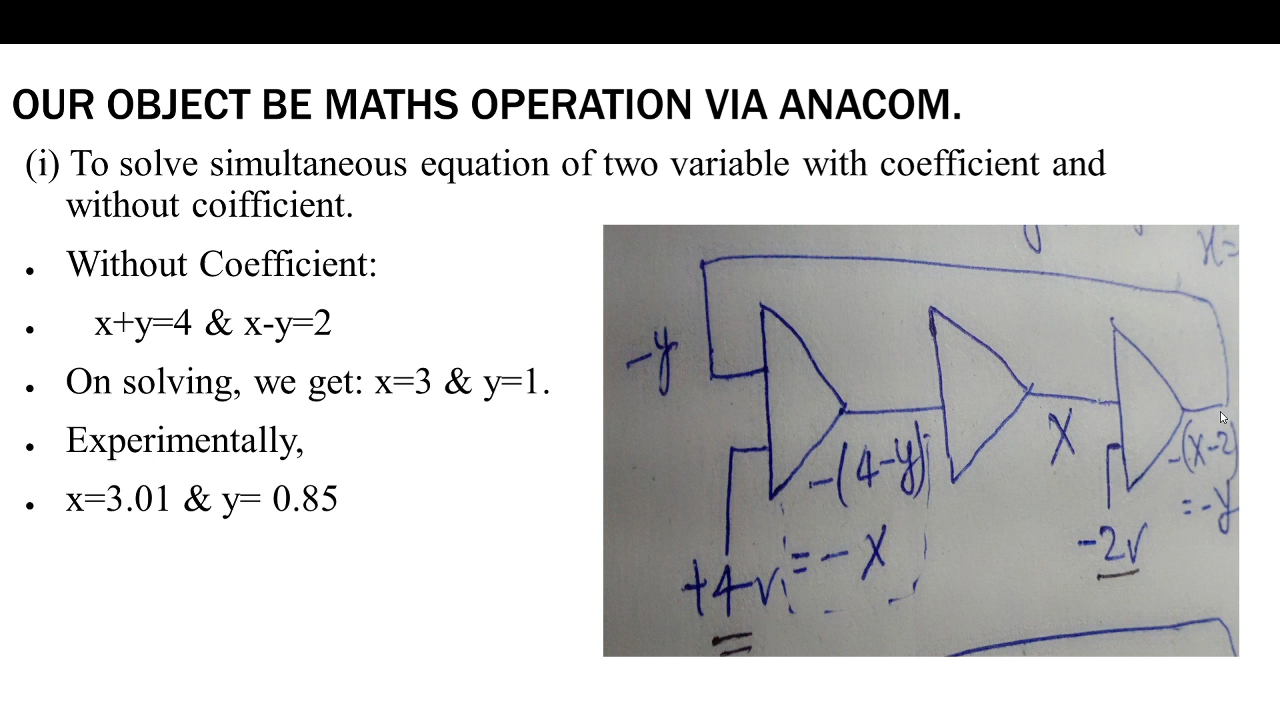 OUR OBJECT BE MATHS OPERATION VIA ANACOM.
(i) To solve simultaneous equation of two variable with coefficient and
without coifficient.
• Without Coefficient:
• x+y=4 & x-y=2
• On solving, we get: x=3 & y=1.
• Experimentally,
• x=3.01 & y= 0.85
x=
-y
-(4-y)
= - x
+4v
X
-2v
-(x-2)
= -y